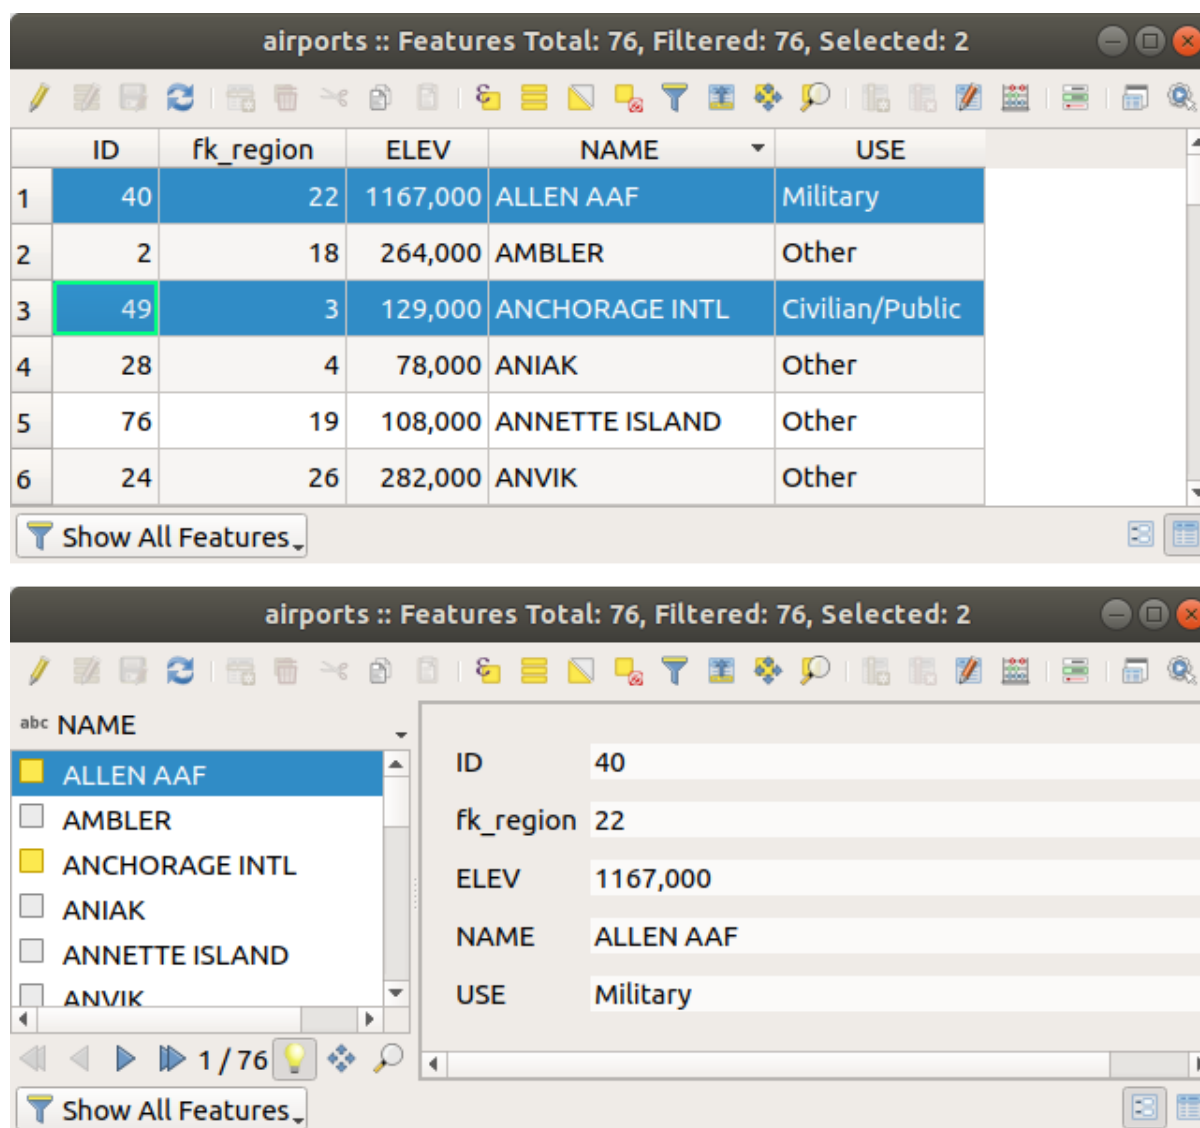 airports :: Features Total: 76, Filtered: 76, Selected: 2
ID fk_region ELEV NAME USE
1 40 22 1167,000 ALLEN AAF Military
2 2 18 264,000 AMBLER Other
3 49 3 129,000 ANCHORAGE INTL Civilian/Public
4 28 4 78,000 ANIAK Other
5 76 19 108,000 ANNETTE ISLAND Other
6 24 26 282,000 ANVIK Other
Show All Features
airports :: Features Total: 76, Filtered: 76, Selected: 2
abc NAME
ALLEN AAF
AMBLER
ANCHORAGE INTL
ANIAK
ANNETTE ISLAND
ANVIK
1 / 76
ID 40
fk_region 22
ELEV 1167,000
NAME ALLEN AAF
USE Military
Show All Features